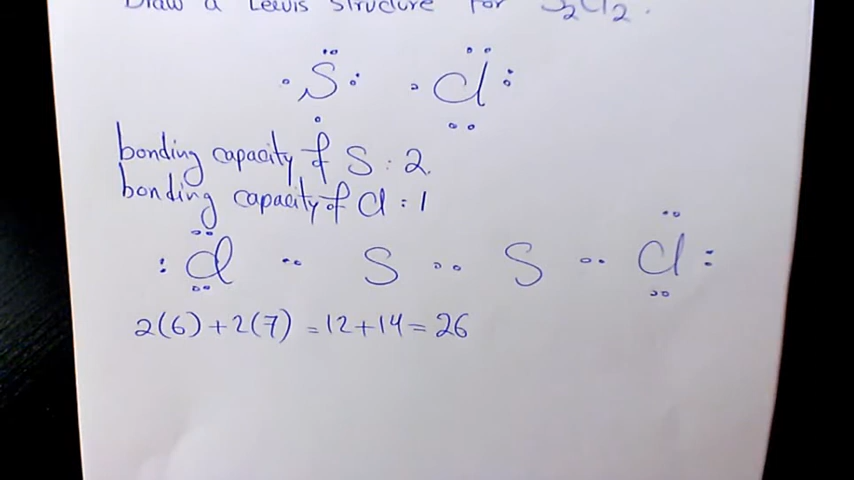 Draw a Lewis structure for S₂Cl₂.
S Cl
bonding capacity of S : 2.
bonding capacity of Cl : 1
: Cl ·· S ·· S ·· Cl :
2(6) + 2(7) = 12 + 14 = 26